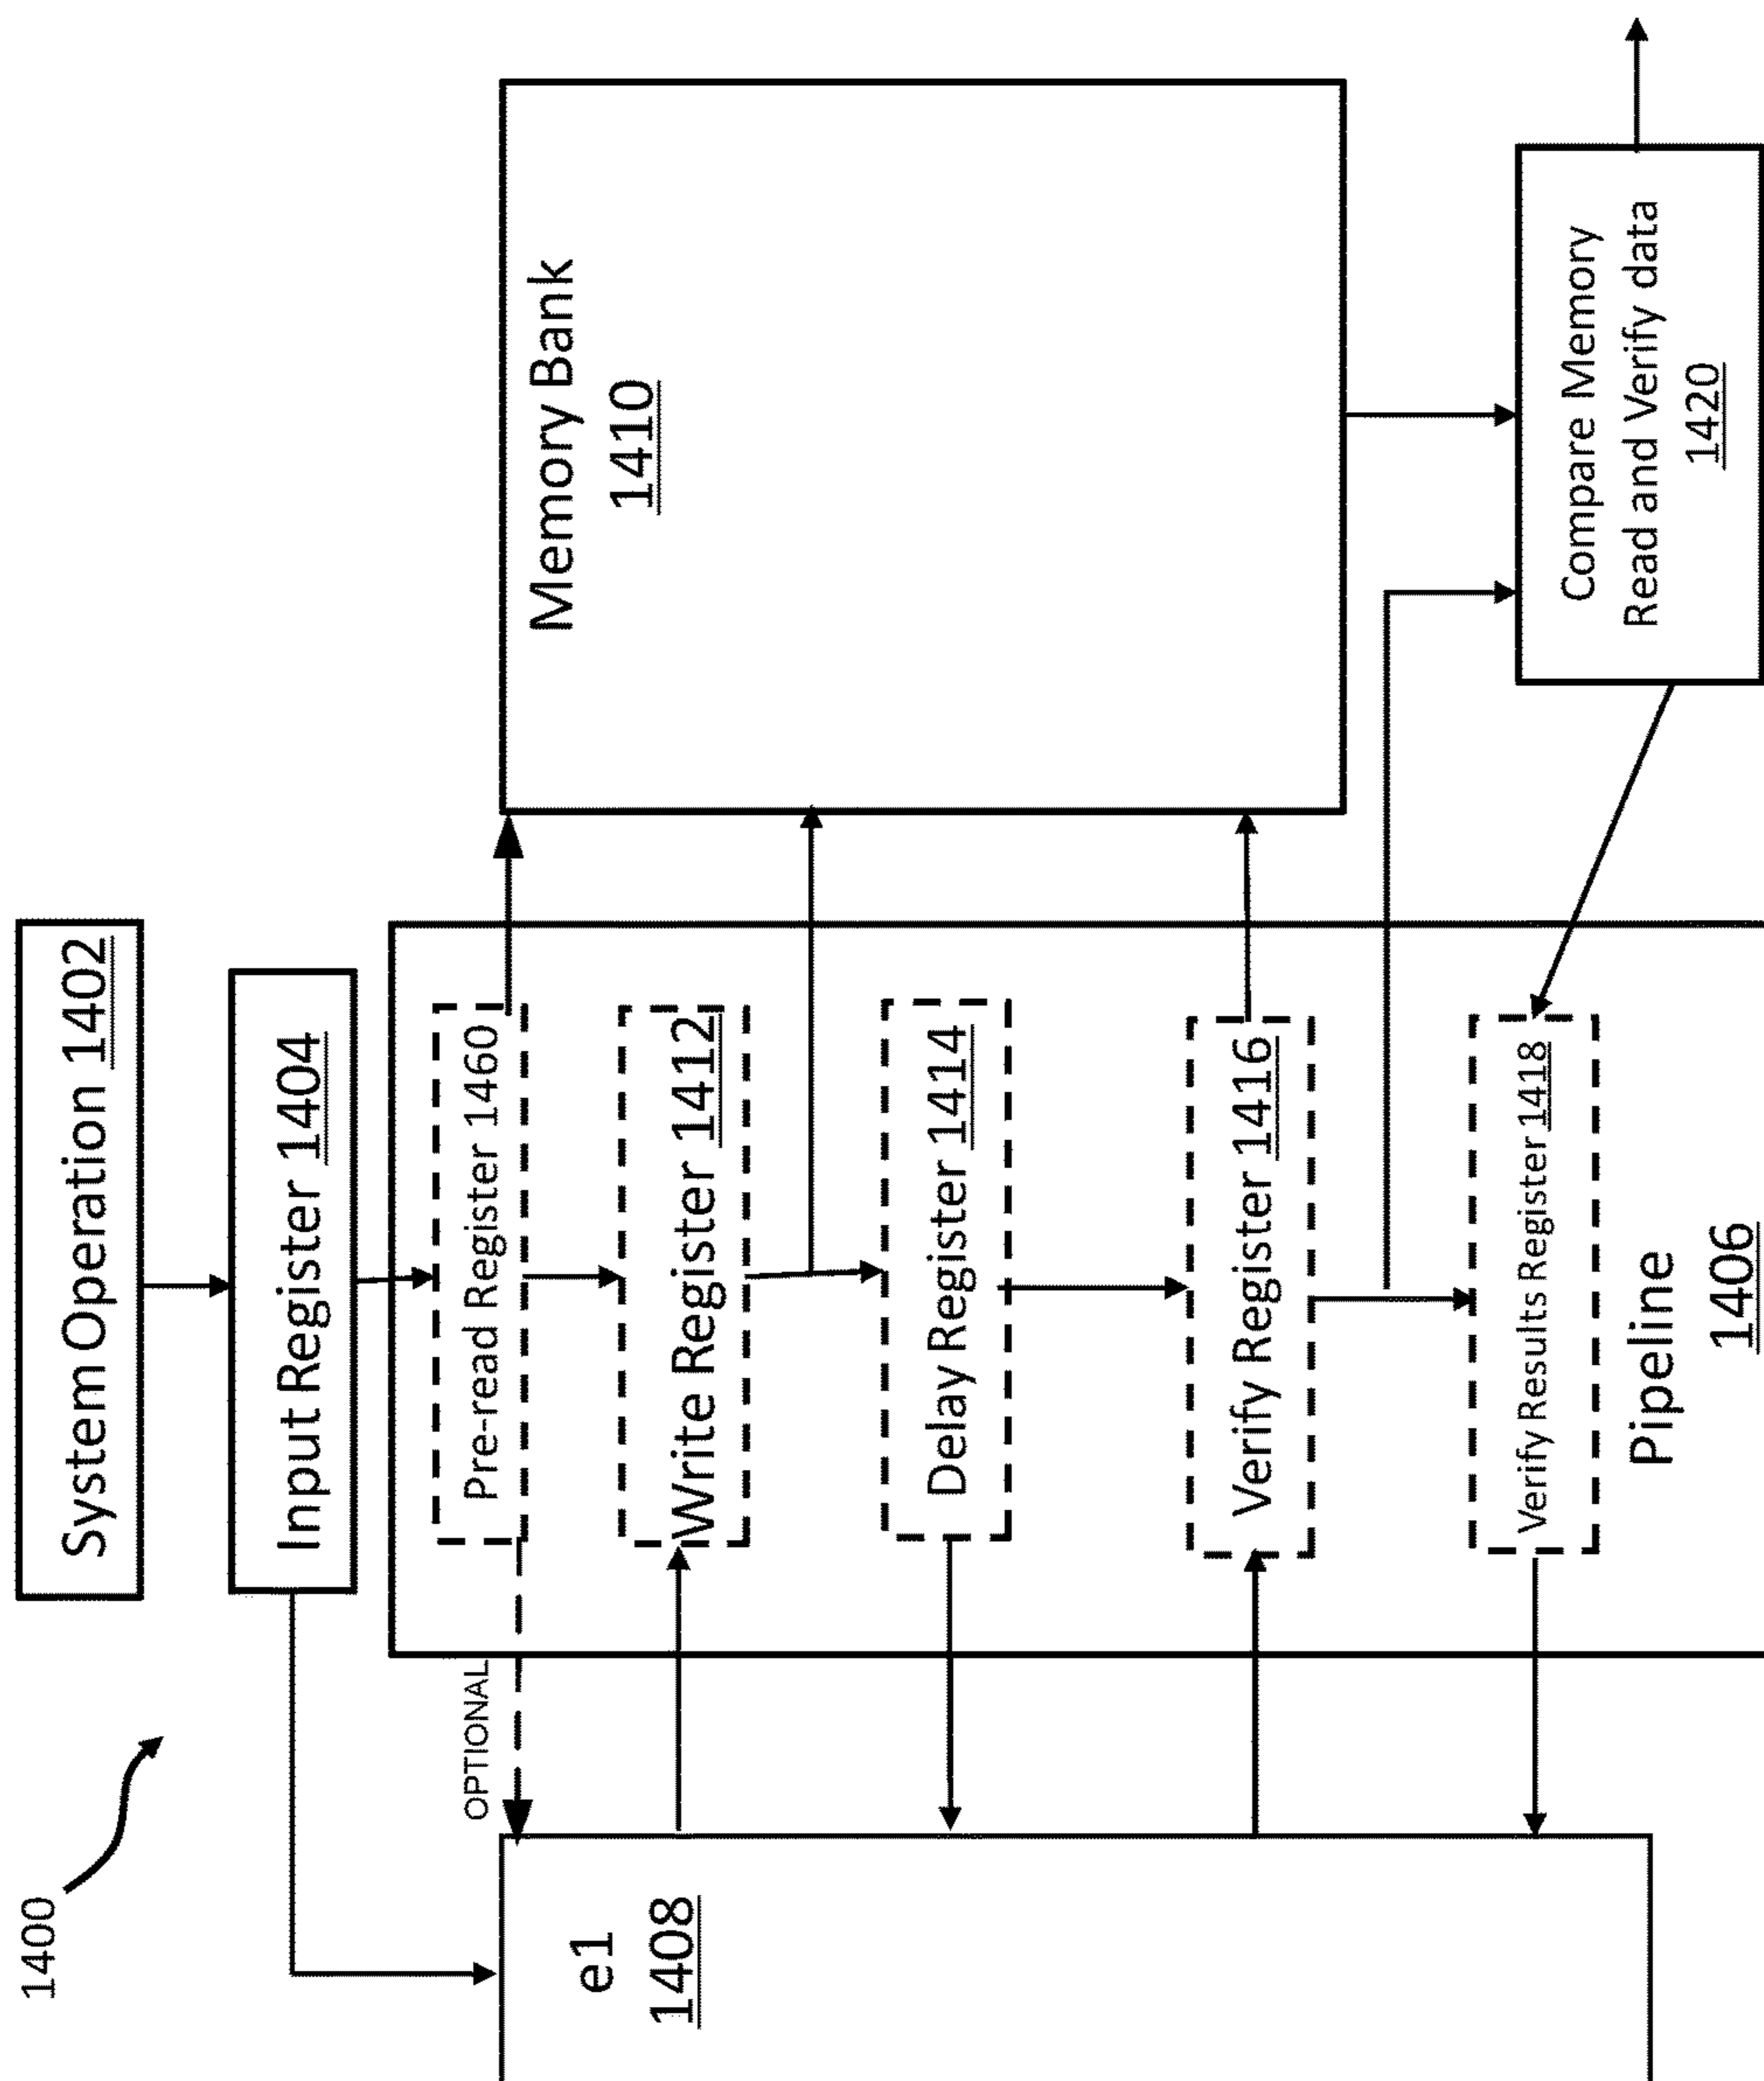 1400
System Operation 1402
Input Register 1404
OPTIONAL
e1
1408
Pre-read Register 1460
Write Register 1412
Delay Register 1414
Verify Register 1416
Verify Results Register 1418
Pipeline
1406
Memory Bank
1410
Compare Memory
Read and Verify data
1420